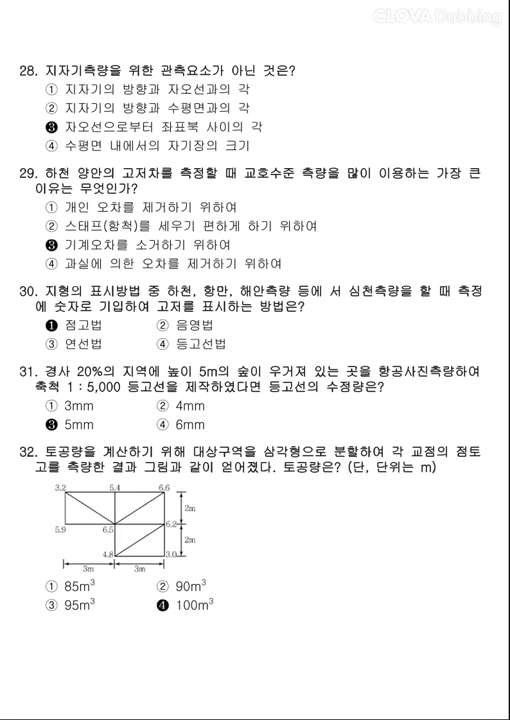 CLOVA Dubbing
28. 지자기측량을 위한 관측요소가 아닌 것은?
① 지자기의 방향과 자오선과의 각
② 지자기의 방향과 수평면과의 각
❸ 자오선으로부터 좌표북 사이의 각
④ 수평면 내에서의 자기장의 크기
29. 하천 양안의 고저차를 측정할 때 교호수준 측량을 많이 이용하는 가장 큰
이유는 무엇인가?
① 개인 오차를 제거하기 위하여
② 스태프(함척)를 세우기 편하게 하기 위하여
❸ 기계오차를 소거하기 위하여
④ 과실에 의한 오차를 제거하기 위하여
30. 지형의 표시방법 중 하천, 항만, 해안측량 등에 서 심천측량을 할 때 측정
에 숫자로 기입하여 고저를 표시하는 방법은?
❶ 점고법 ② 음영법
③ 연선법 ④ 등고선법
31. 경사 20%의 지역에 높이 5m의 숲이 우거져 있는 곳을 항공사진측량하여
축척 1 : 5,000 등고선을 제작하였다면 등고선의 수정량은?
① 3mm ② 4mm
❸ 5mm ④ 6mm
32. 토공량을 계산하기 위해 대상구역을 삼각형으로 분할하여 각 교점의 점토
고를 측량한 결과 그림과 같이 얻어졌다. 토공량은? (단, 단위는 m)
3.2 5.4 6.6
2m
5.9 6.5 6.2
2m
4.8 3.0
3m 3m
① 85m³ ② 90m³
③ 95m³ ❹ 100m³